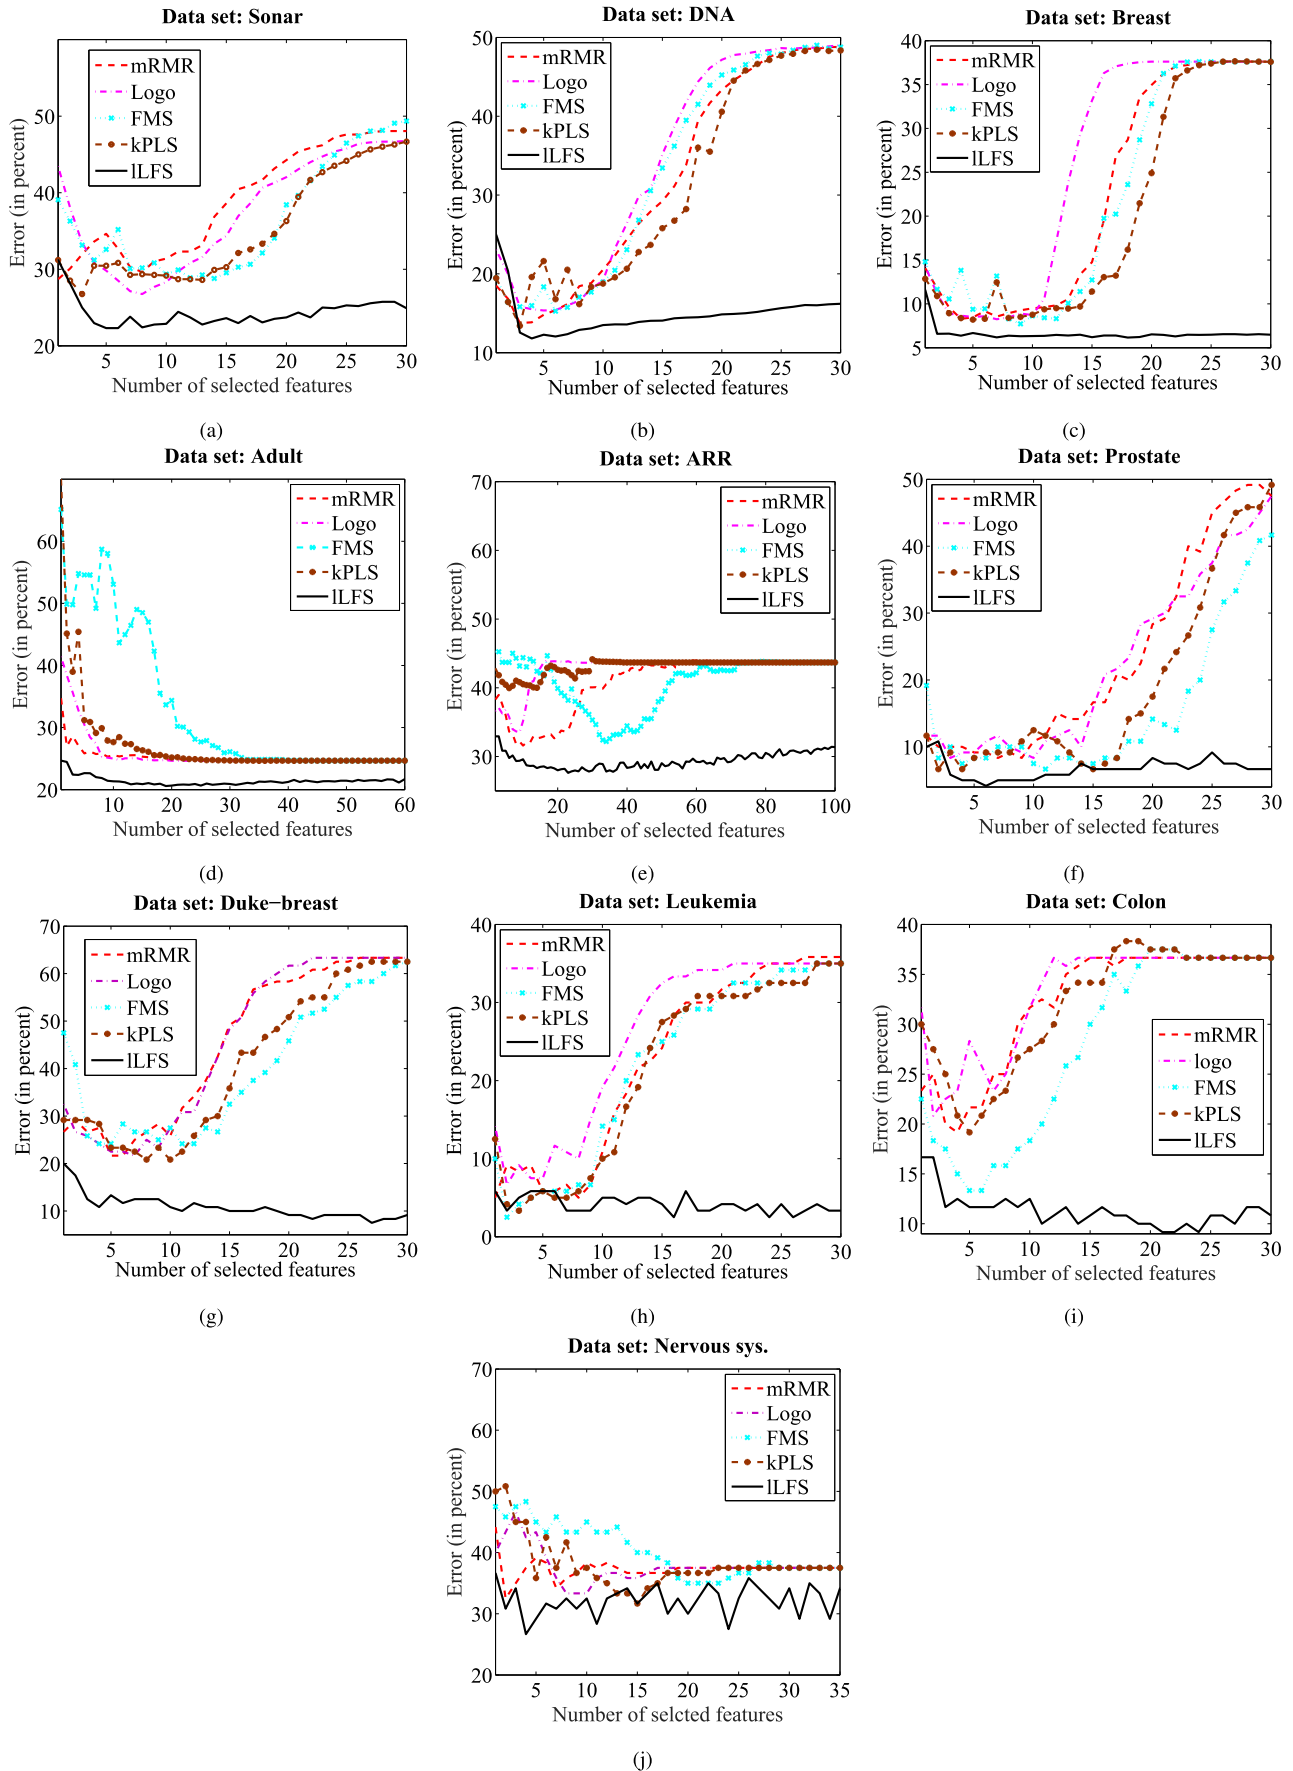 Data set: Sonar
Error (in percent)
50
40
30
20
mRMR
Logo
FMS
kPLS
lLFS
5 10 15 20 25 30
Number of selected features
(a)
Data set: DNA
Error (in percent)
50
40
30
20
10
mRMR
Logo
FMS
kPLS
lLFS
5 10 15 20 25 30
Number of selected features
(b)
Data set: Breast
Error (in percent)
40
35
30
25
20
15
10
5
mRMR
Logo
FMS
kPLS
lLFS
5 10 15 20 25 30
Number of selected features
(c)
Data set: Adult
Error (in percent)
60
50
40
30
20
mRMR
Logo
FMS
kPLS
lLFS
10 20 30 40 50 60
Number of selected features
(d)
Data set: ARR
Error (in percent)
70
60
50
40
30
mRMR
Logo
FMS
kPLS
lLFS
20 40 60 80 100
Number of selected features
(e)
Data set: Prostate
Error (in percent)
50
40
30
20
10
mRMR
Logo
FMS
kPLS
lLFS
5 10 15 20 25 30
Number of selected features
(f)
Data set: Duke−breast
Error (in percent)
70
60
50
40
30
20
10
mRMR
Logo
FMS
kPLS
lLFS
5 10 15 20 25 30
Number of selected features
(g)
Data set: Leukemia
Error (in percent)
40
30
20
10
0
mRMR
Logo
FMS
kPLS
lLFS
5 10 15 20 25 30
Number of selected features
(h)
Data set: Colon
Error (in percent)
40
35
30
25
20
15
10
mRMR
logo
FMS
kPLS
lLFS
5 10 15 20 25 30
Number of selected features
(i)
Data set: Nervous sys.
Error (in percent)
70
60
50
40
30
20
mRMR
Logo
FMS
kPLS
lLFS
5 10 15 20 25 30 35
Number of selcted features
(j)